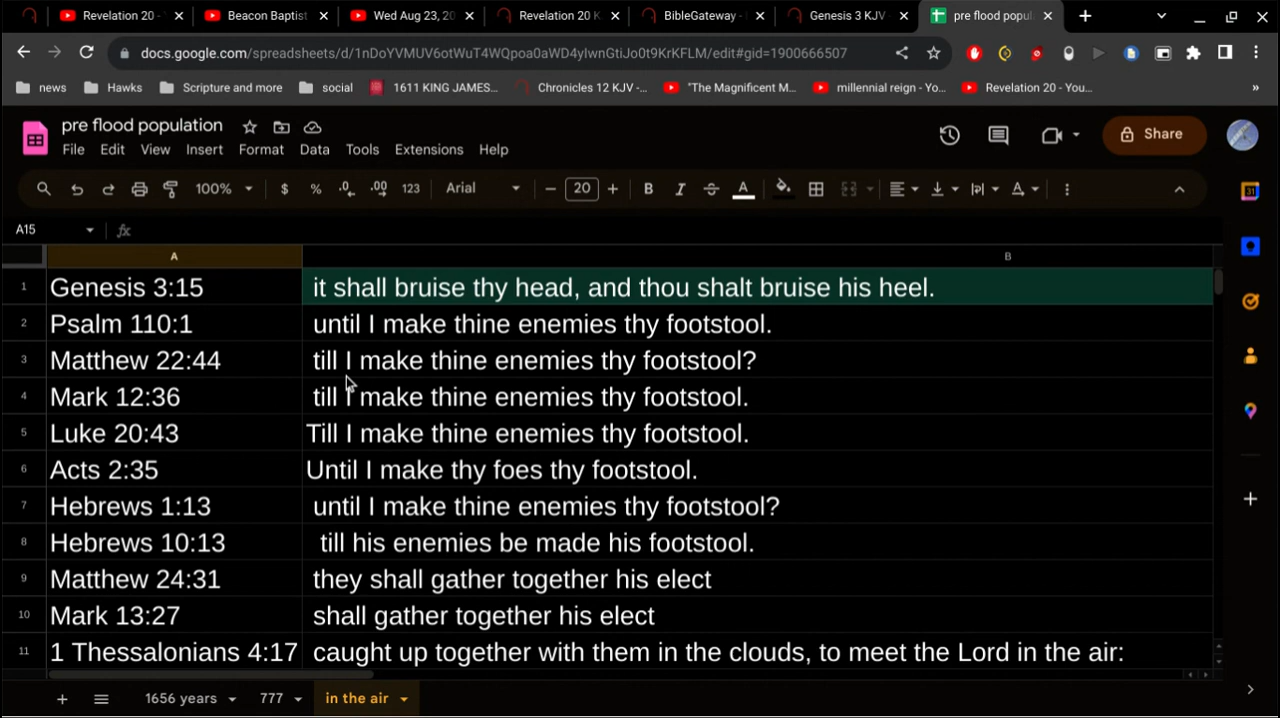 Revelation 20 -
Beacon Baptist
Wed Aug 23, 20
Revelation 20 K
BibleGateway -
Genesis 3 KJV -
pre flood popul
docs.google.com/spreadsheets/d/1nDoYVMUV6otWuT4WQpoa0aWD4yIwnGtiJo0t9KrKFLM/edit#gid=1900666507
news
Hawks
Scripture and more
social
1611 KING JAMES...
Chronicles 12 KJV -...
"The Magnificent M...
millennial reign - Yo...
Revelation 20 - You...
»
pre flood population
File Edit View Insert Format Data Tools Extensions Help
Share
100% $ % .0 .00 123 Arial 20 B I S A
A15 fx
A B
1 Genesis 3:15 it shall bruise thy head, and thou shalt bruise his heel.
2 Psalm 110:1 until I make thine enemies thy footstool.
3 Matthew 22:44 till I make thine enemies thy footstool?
4 Mark 12:36 till I make thine enemies thy footstool.
5 Luke 20:43 Till I make thine enemies thy footstool.
6 Acts 2:35 Until I make thy foes thy footstool.
7 Hebrews 1:13 until I make thine enemies thy footstool?
8 Hebrews 10:13 till his enemies be made his footstool.
9 Matthew 24:31 they shall gather together his elect
10 Mark 13:27 shall gather together his elect
11 1 Thessalonians 4:17 caught up together with them in the clouds, to meet the Lord in the air:
1656 years 777 in the air